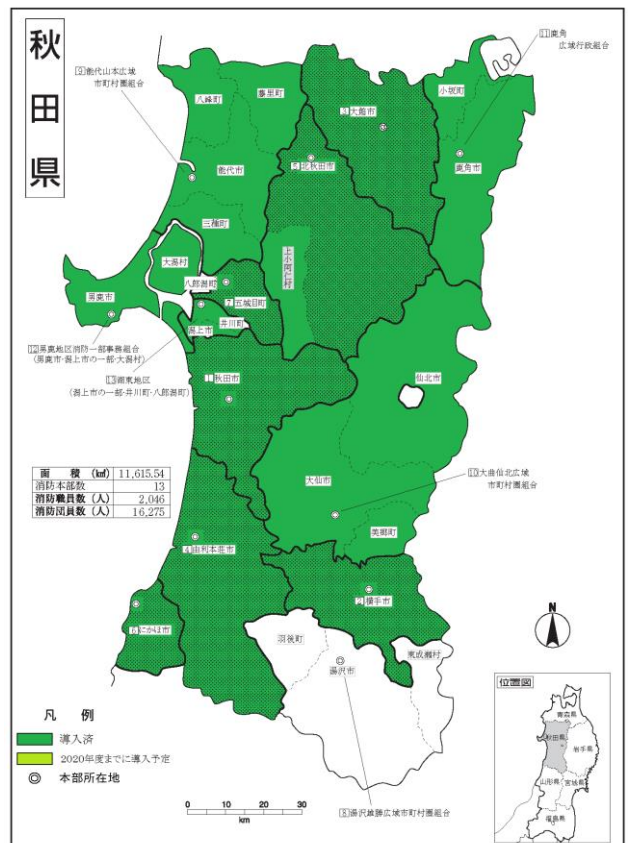 秋田県
11鹿角
広域行政組合
9能代山本広域
市町村圏組合
八峰町
藤里町
小坂町
3大館市
5北秋田市
鹿角市
能代市
三種町
大潟村
上小阿仁村
八郎潟町
男鹿市
7五城目町
井川町
潟上市
12男鹿地区消防一部事務組合
(男鹿市・潟上市の一部・大潟村)
13湖東地区
(潟上市の一部・井川町・八郎潟町)
1秋田市
仙北市
面 積 (㎢) 11,615.54
消防本部数 13
消防職員数 (人) 2,046
消防団員数 (人) 16,275
大仙市
10大曲仙北広域
市町村圏組合
美郷町
4由利本荘市
2横手市
6にかほ市
羽後町
東成瀬村
湯沢市
N
凡 例
導入済
2020年度までに導入予定
本部所在地
0 10 20 30
km
8湯沢雄勝広域市町村圏組合
位置図
青森県
秋田県
岩手県
山形県
宮城県
福島県